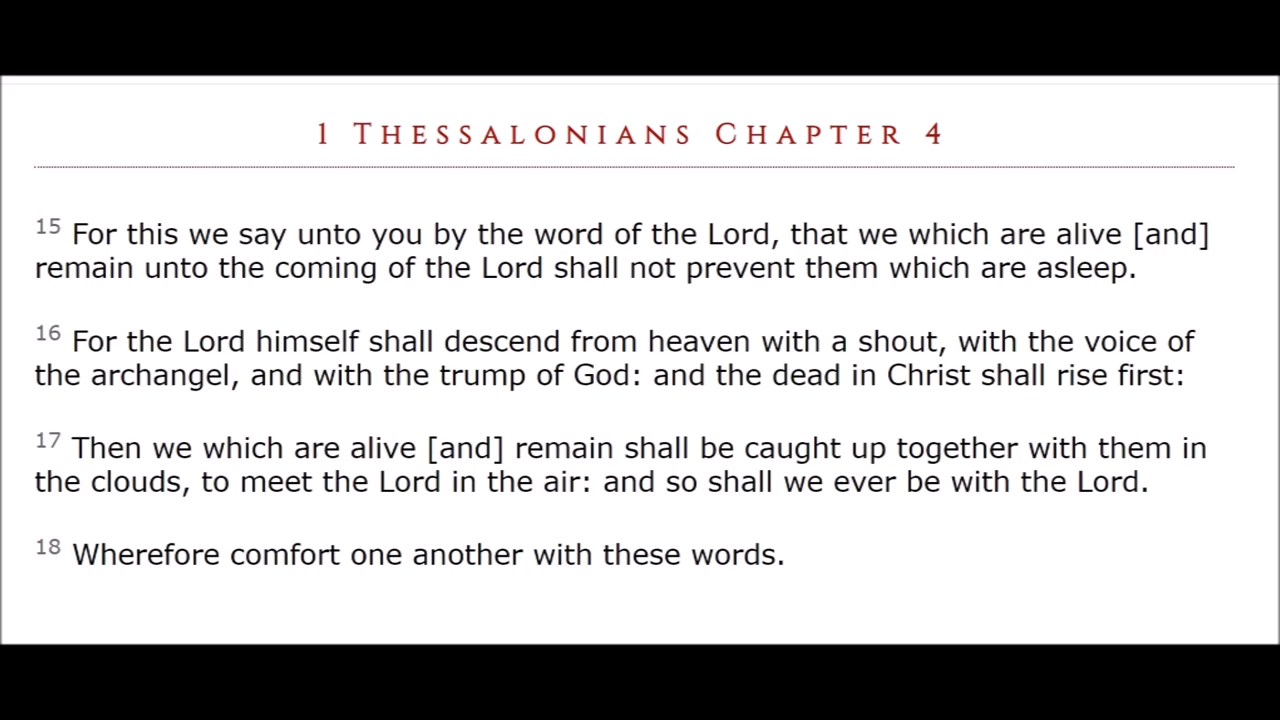 1 Thessalonians Chapter 4
15 For this we say unto you by the word of the Lord, that we which are alive [and]
remain unto the coming of the Lord shall not prevent them which are asleep.
16 For the Lord himself shall descend from heaven with a shout, with the voice of
the archangel, and with the trump of God: and the dead in Christ shall rise first:
17 Then we which are alive [and] remain shall be caught up together with them in
the clouds, to meet the Lord in the air: and so shall we ever be with the Lord.
18 Wherefore comfort one another with these words.